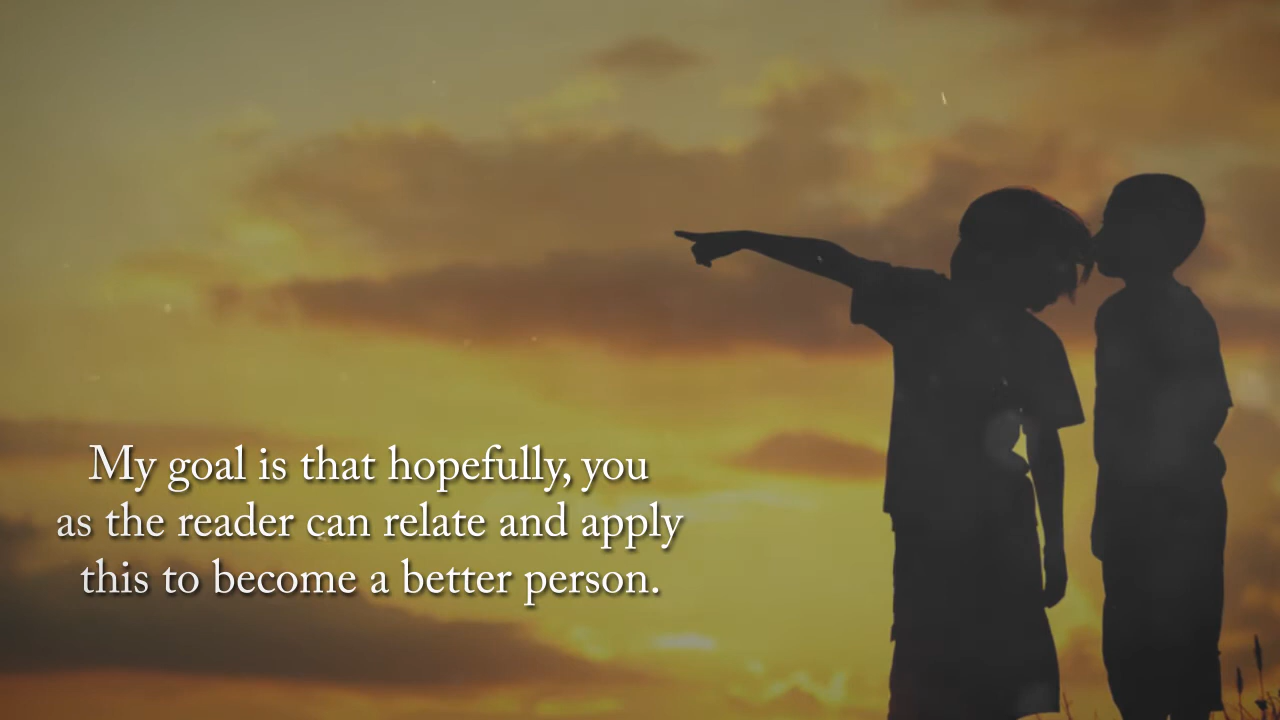 My goal is that hopefully, you
as the reader can relate and apply
this to become a better person.